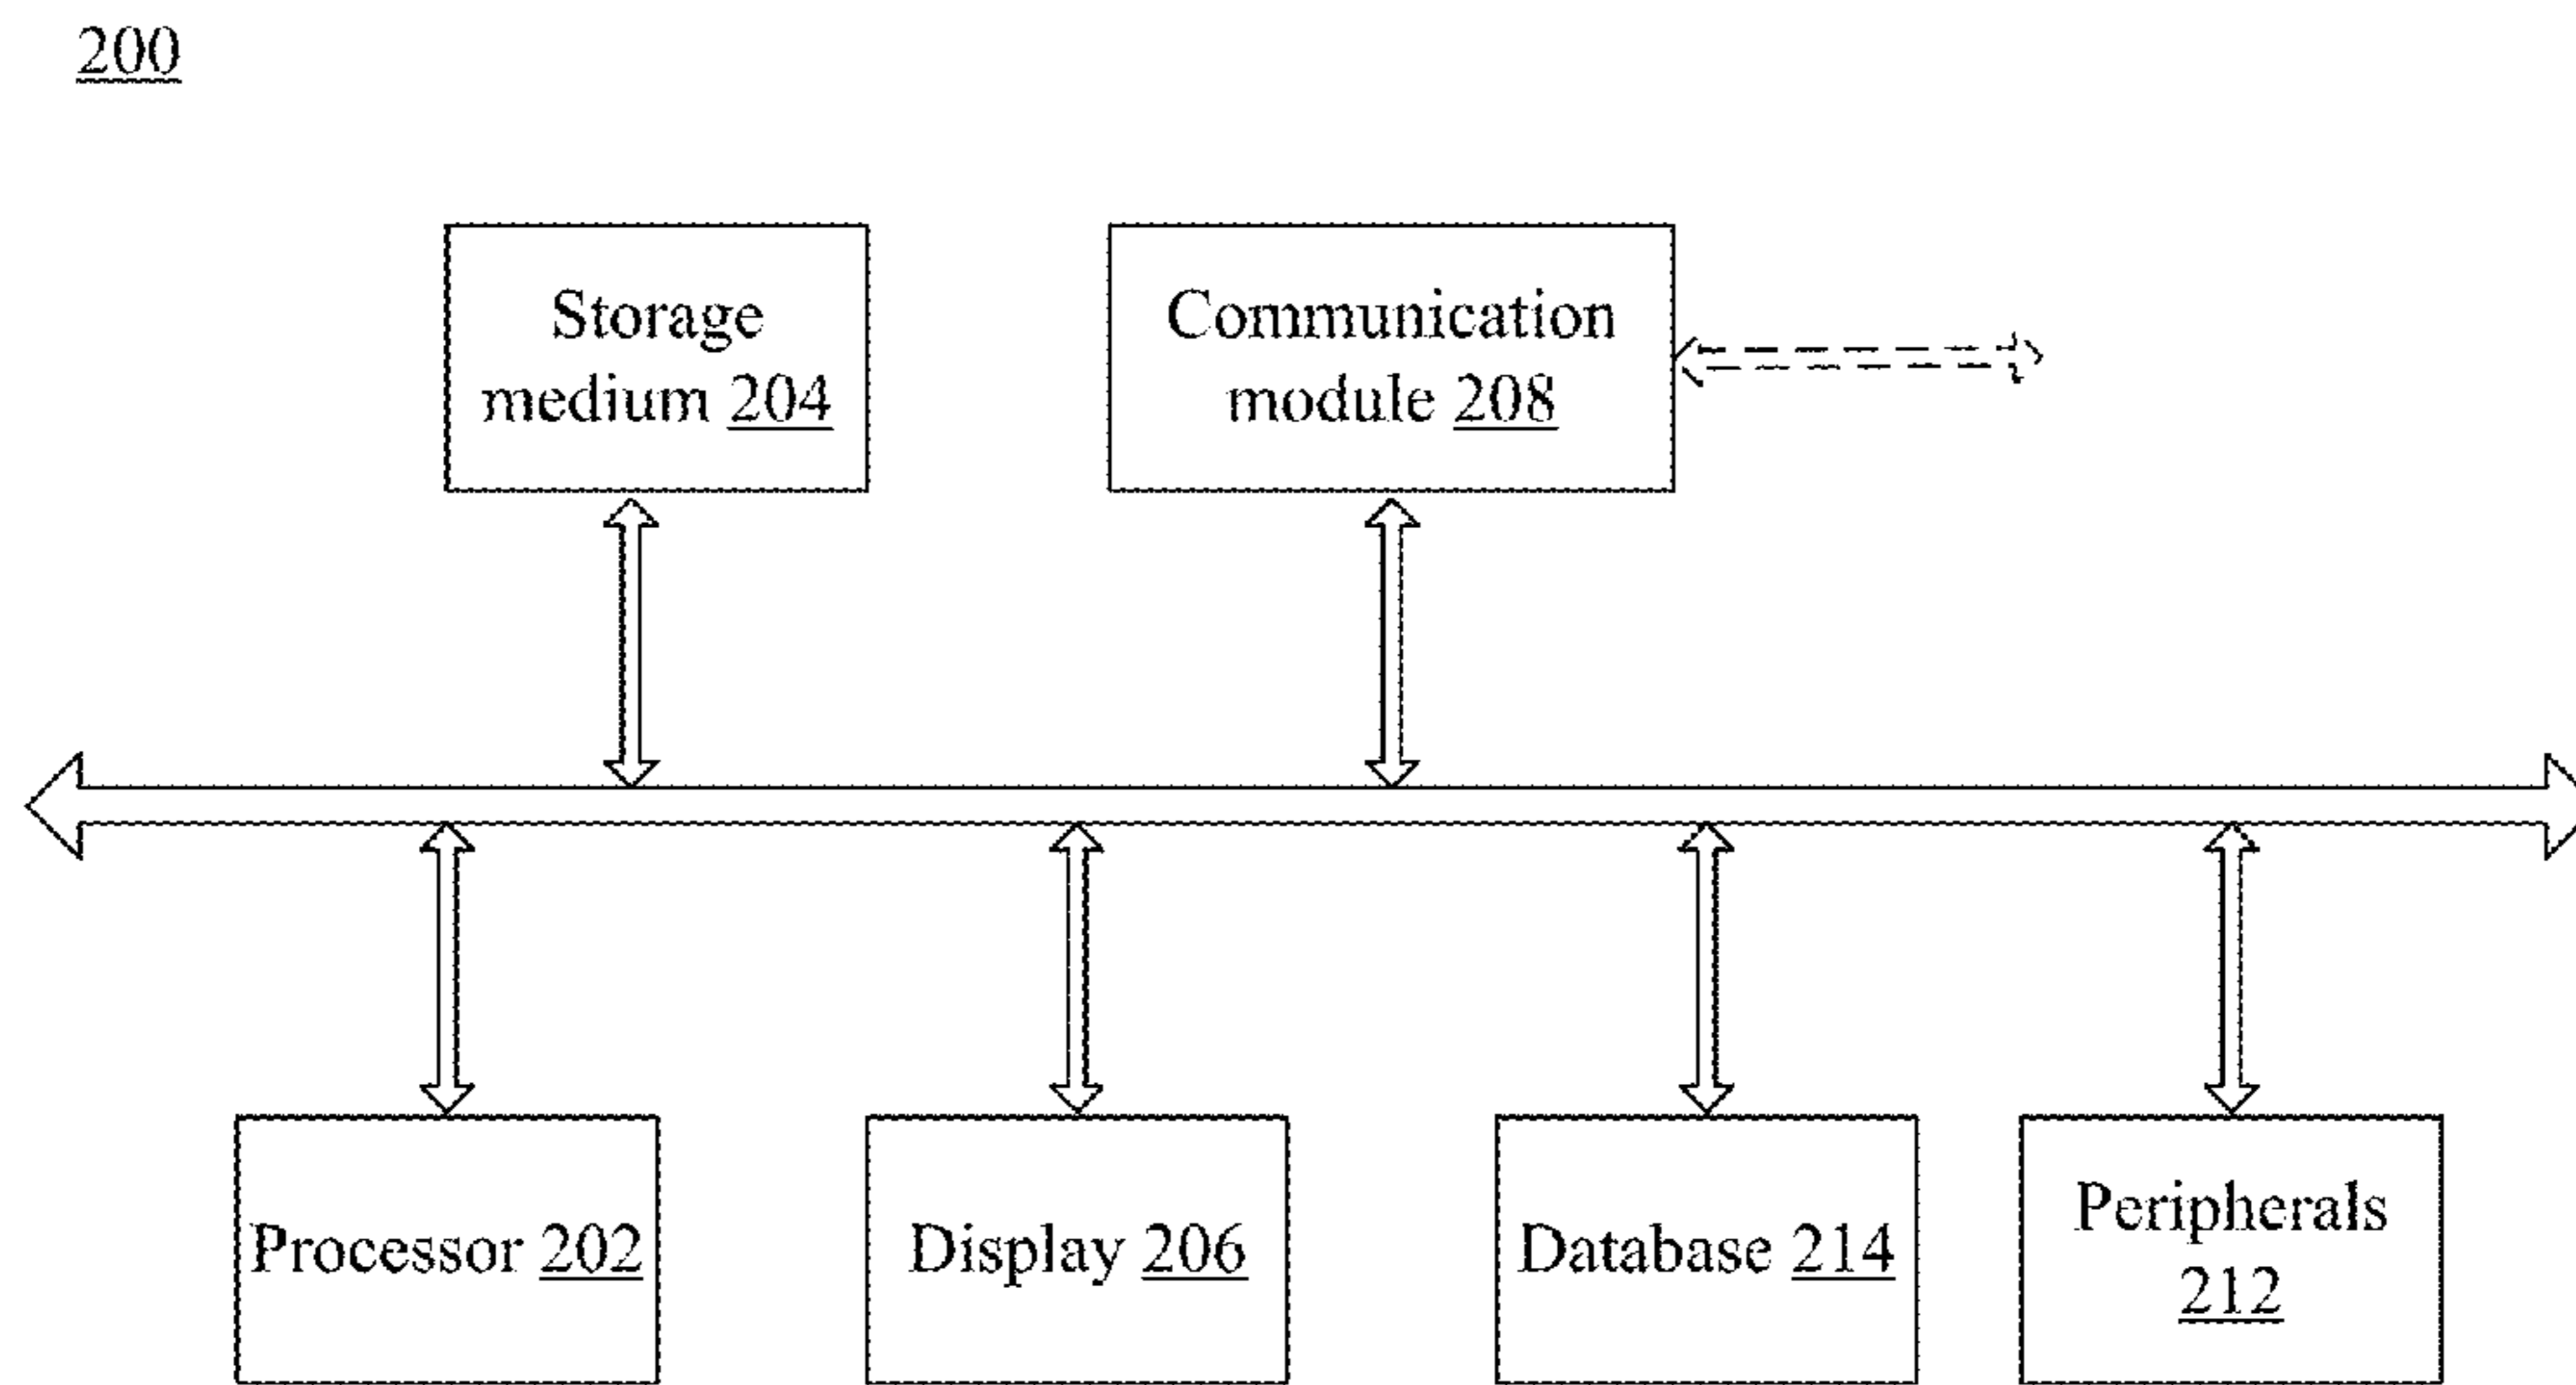 200
Storage
medium 204
Communication
module 208
Processor 202
Display 206
Database 214
Peripherals
212